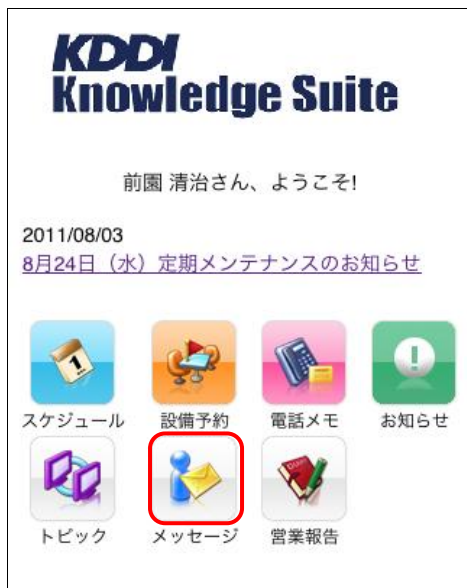 KDDI
Knowledge Suite
前園 清治さん、ようこそ!
2011/08/03
8月24日（水）定期メンテナンスのお知らせ
スケジュール 設備予約 電話メモ お知らせ
トピック メッセージ 営業報告